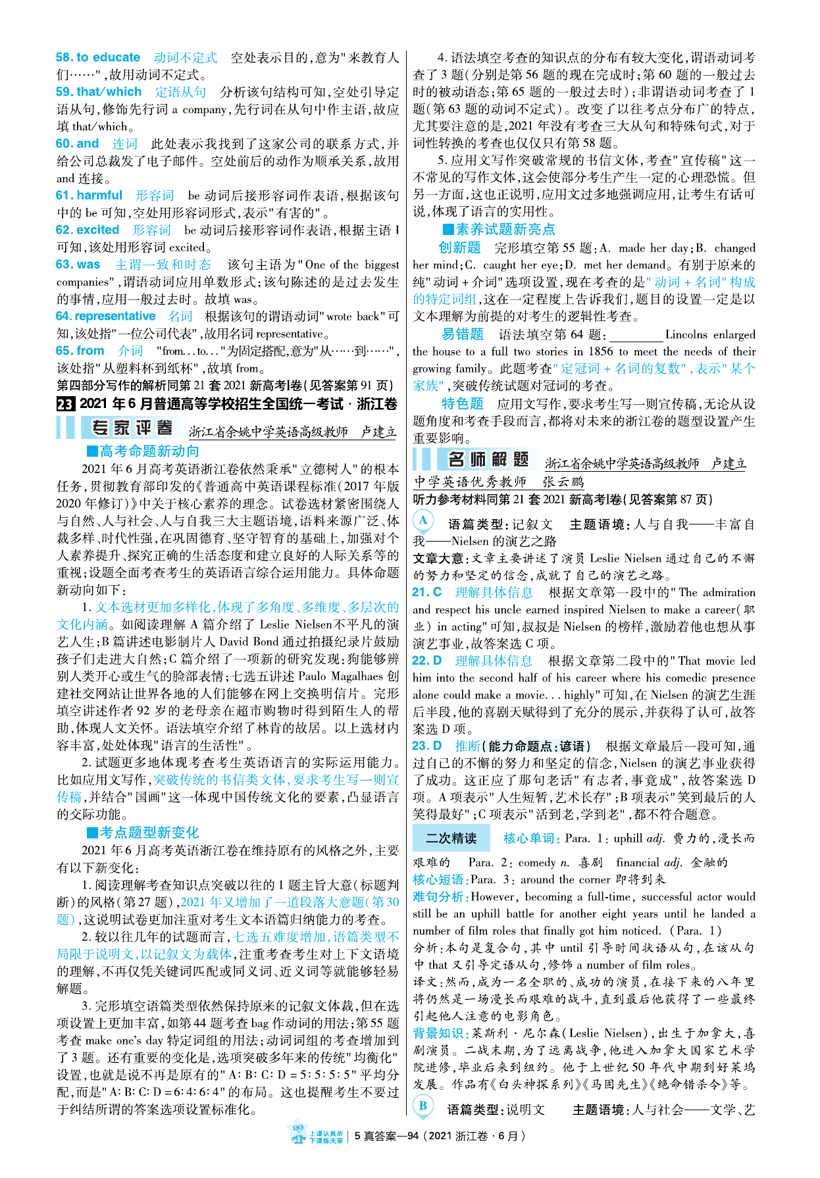 58. to educate 动词不定式 空处表示目的,意为"来教育人
们……",故用动词不定式。
59. that/which 定语从句 分析该句结构可知,空处引导定
语从句,修饰先行词 a company,先行词在从句中作主语,故应
填 that/which。
60. and 连词 此处表示我找到了这家公司的联系方式,并
给公司总裁发了电子邮件。空处前后的动作为顺承关系,故用
and 连接。
61. harmful 形容词 be 动词后接形容词作表语,根据该句
中的 be 可知,空处用形容词形式,表示"有害的"。
62. excited 形容词 be 动词后接形容词作表语,根据主语 I
可知,该处用形容词 excited。
63. was 主谓一致和时态 该句主语为"One of the biggest
companies",谓语动词应用单数形式;该句陈述的是过去发生
的事情,应用一般过去时。故填 was。
64. representative 名词 根据该句的谓语动词"wrote back"可
知,该处指"一位公司代表",故用名词 representative。
65. from 介词 "from...to..."为固定搭配,意为"从……到……",
该处指"从塑料杯到纸杯",故填 from。
第四部分写作的解析同第 21 套 2021 新高考Ⅰ卷(见答案第 91 页)
23 2021 年 6 月普通高等学校招生全国统一考试·浙江卷
专家评卷 浙江省余姚中学英语高级教师 卢建立
■高考命题新动向
2021 年 6 月高考英语浙江卷依然秉承"立德树人"的根本
任务,贯彻教育部印发的《普通高中英语课程标准(2017 年版
2020 年修订)》中关于核心素养的理念。试卷选材紧密围绕人
与自然、人与社会、人与自我三大主题语境,语料来源广泛、体
裁多样、时代性强,在巩固德育、坚守智育的基础上,加强对个
人素养提升、探究正确的生活态度和建立良好的人际关系等的
重视;设题全面考查考生的英语语言综合运用能力。具体命题
新动向如下:
1. 文本选材更加多样化,体现了多角度、多维度、多层次的
文化内涵。如阅读理解 A 篇介绍了 Leslie Nielsen不平凡的演
艺人生;B 篇讲述电影制片人 David Bond 通过拍摄纪录片鼓励
孩子们走进大自然;C 篇介绍了一项新的研究发现:狗能够辨
别人类开心或生气的脸部表情;七选五讲述 Paulo Magalhaes 创
建社交网站让世界各地的人们能够在网上交换明信片。完形
填空讲述作者 92 岁的老母亲在超市购物时得到陌生人的帮
助,体现人文关怀。语法填空介绍了林肯的故居。以上选材内
容丰富,处处体现"语言的生活性"。
2. 试题更多地体现考查考生英语语言的实际运用能力。
比如应用文写作,突破传统的书信类文体,要求考生写一则宣
传稿,并结合"国画"这一体现中国传统文化的要素,凸显语言
的交际功能。
■考点题型新变化
2021 年 6 月高考英语浙江卷在维持原有的风格之外,主要
有以下新变化:
1. 阅读理解考查知识点突破以往的 1 题主旨大意(标题判
断)的风格(第 27 题),2021 年又增加了一道段落大意题(第 30
题),这说明试卷更加注重对考生文本语篇归纳能力的考查。
2. 较以往几年的试题而言,七选五难度增加,语篇类型不
局限于说明文,以记叙文为载体,注重考查考生对上下文语境
的理解,不再仅凭关键词匹配或同义词、近义词等就能够轻易
解题。
3. 完形填空语篇类型依然保持原来的记叙文体裁,但在选
项设置上更加丰富,如第 44 题考查 bag 作动词的用法;第 55 题
考查 make one's day 特定词组的用法;动词词组的考查增加到
了 3 题。还有重要的变化是,选项突破多年来的传统"均衡化"
设置,也就是说不再是原有的"A: B: C: D = 5: 5: 5: 5"平均分
配,而是"A: B: C: D = 6: 4: 6: 4"的布局。这也提醒考生不要过
于纠结所谓的答案选项设置标准化。
4. 语法填空考查的知识点的分布有较大变化,谓语动词考
查了 3 题(分别是第 56 题的现在完成时;第 60 题的一般过去
时的被动语态;第 65 题的一般过去时);非谓语动词考查了 1
题(第 63 题的动词不定式)。改变了以往考点分布广的特点,
尤其要注意的是,2021 年没有考查三大从句和特殊句式,对于
词性转换的考查也仅仅只有第 58 题。
5. 应用文写作突破常规的书信文体,考查"宣传稿"这一
不常见的写作文体,这会使部分考生产生一定的心理恐慌。但
另一方面,这也正说明,应用文过多地强调应用,让考生有话可
说,体现了语言的实用性。
■素养试题新亮点
创新题 完形填空第 55 题:A. made her day;B. changed
her mind;C. caught her eye;D. met her demand。有别于原来的
纯"动词+介词"选项设置,现在考查的是"动词+名词"构成
的特定词组,这在一定程度上告诉我们,题目的设置一定是以
文本理解为前提的对考生的逻辑性考查。
易错题 语法填空第 64 题:________ Lincolns enlarged
the house to a full two stories in 1856 to meet the needs of their
growing family。此题考查"定冠词+名词的复数",表示"某个
家族",突破传统试题对冠词的考查。
特色题 应用文写作,要求考生写一则宣传稿,无论从设
题角度和考查手段而言,都将对未来的浙江卷的题型设置产生
重要影响。
名师解题 浙江省余姚中学英语高级教师 卢建立
中学英语优秀教师 张云鹏
听力参考材料同第 21 套 2021 新高考Ⅰ卷(见答案第 87 页)
A 语篇类型:记叙文 主题语境:人与自我——丰富自
我——Nielsen 的演艺之路
文章大意:文章主要讲述了演员 Leslie Nielsen 通过自己的不懈
的努力和坚定的信念,成就了自己的演艺之路。
21. C 理解具体信息 根据文章第一段中的"The admiration
and respect his uncle earned inspired Nielsen to make a career(职
业) in acting"可知,叔叔是 Nielsen 的榜样,激励着他也想从事
演艺事业,故答案选 C 项。
22. D 理解具体信息 根据文章第二段中的"That movie led
him into the second half of his career where his comedic presence
alone could make a movie... highly"可知,在 Nielsen 的演艺生涯
后半段,他的喜剧天赋得到了充分的展示,并获得了认可,故答
案选 D 项。
23. D 推断(能力命题点:谚语) 根据文章最后一段可知,通
过自己的不懈的努力和坚定的信念,Nielsen 的演艺事业获得
了成功。这正应了那句老话"有志者,事竟成",故答案选 D
项。A 项表示"人生短暂,艺术长存";B 项表示"笑到最后的人
笑得最好";C 项表示"活到老,学到老",都不符合题意。
二次精读 核心单词: Para. 1: uphill adj. 费力的,漫长而
艰难的 Para. 2: comedy n. 喜剧 financial adj. 金融的
核心短语:Para. 3: around the corner 即将到来
难句分析:However, becoming a full-time, successful actor would
still be an uphill battle for another eight years until he landed a
number of film roles that finally got him noticed. (Para. 1)
分析:本句是复合句,其中 until 引导时间状语从句,在该从句
中 that 又引导定语从句,修饰 a number of film roles。
译文:然而,成为一名全职的、成功的演员,在接下来的八年里
将仍然是一场漫长而艰难的战斗,直到最后他获得了一些最终
引起他人注意的电影角色。
背景知识:莱斯利·尼尔森(Leslie Nielsen),出生于加拿大,喜
剧演员。二战末期,为了远离战争,他进入加拿大国家艺术学
院进修,毕业后来到纽约。他于上世纪 50 年代中期到好莱坞
发展。作品有《白头神探系列》《马固先生》《绝命错杀令》等。
B 语篇类型:说明文 主题语境:人与社会——文学、艺
上课认真听
下课练天穿
5 真答案—94 (2021 浙江卷·6 月)